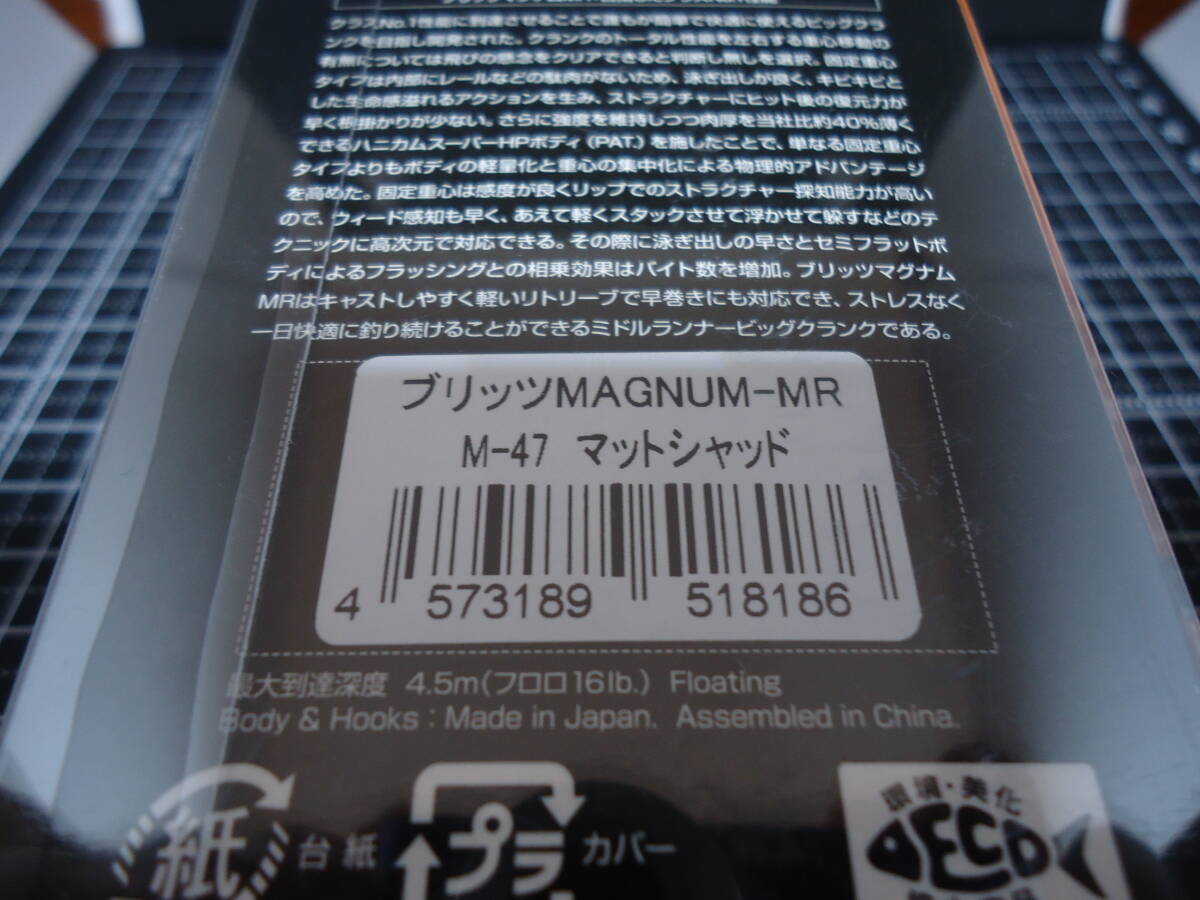 クラスNo.1性能に到達させることで誰もが簡単で快適に使えるビッグクラ
ンクを目指し開発された。クランクのトータル性能を左右する重心移動の
有無については飛びの懸念をクリアできると判断し無しを選択。固定重心
タイプは内部にレールなどの駄肉がないため、泳ぎ出しが良く、キビキビと
した生命感溢れるアクションを生み、ストラクチャーにヒット後の復元力が
早く根掛かりが少ない。さらに強度を維持しつつ肉厚を当社比約40%薄く
できるハニカムスーパーHPボディ(PAT.)を施したことで、単なる固定重心
タイプよりもボディの軽量化と重心の集中化による物理的アドバンテージ
を高めた。固定重心は感度が良くリップでのストラクチャー探知能力が高い
ので、ウィード感知も早く、あえて軽くスタックさせて浮かせて躱すなどのテ
クニックに高次元で対応できる。その際に泳ぎ出しの早さとセミフラットボ
ディによるフラッシングとの相乗効果はバイト数を増加。ブリッツマグナム
MRはキャストしやすく軽いリトリーブで早巻きにも対応でき、ストレスなく
一日快適に釣り続けることができるミドルランナービッグクランクである。
ブリッツMAGNUM-MR
M-47 マットシャッド
4 573189 518186
最大到達深度 4.5m(フロロ16lb.) Floating
Body & Hooks : Made in Japan. Assembled in China.
紙 台紙 プラ カバー
環境・美化
DECO